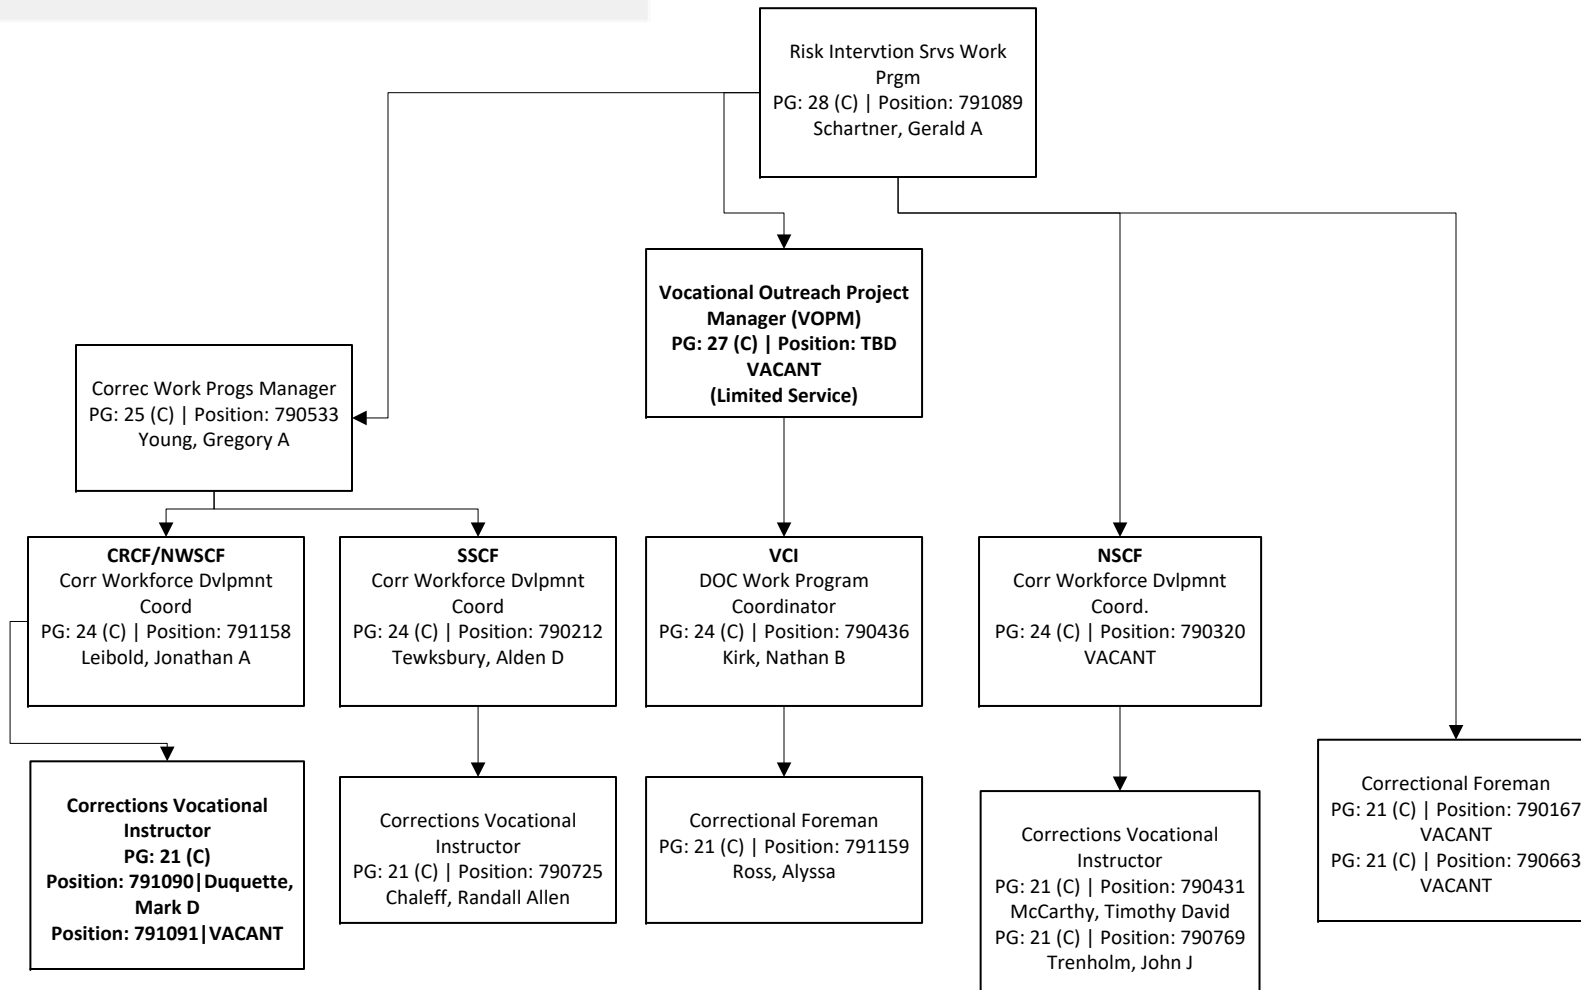 Risk Intervtion Srvs Work
Prgm
PG: 28 (C) | Position: 791089
Schartner, Gerald A
Vocational Outreach Project
Manager (VOPM)
PG: 27 (C) | Position: TBD
VACANT
(Limited Service)
Correc Work Progs Manager
PG: 25 (C) | Position: 790533
Young, Gregory A
CRCF/NWSCF
Corr Workforce Dvlpmnt
Coord
PG: 24 (C) | Position: 791158
Leibold, Jonathan A
SSCF
Corr Workforce Dvlpmnt
Coord
PG: 24 (C) | Position: 790212
Tewksbury, Alden D
VCI
DOC Work Program
Coordinator
PG: 24 (C) | Position: 790436
Kirk, Nathan B
NSCF
Corr Workforce Dvlpmnt
Coord.
PG: 24 (C) | Position: 790320
VACANT
Corrections Vocational
Instructor
PG: 21 (C)
Position: 791090|Duquette,
Mark D
Position: 791091|VACANT
Corrections Vocational
Instructor
PG: 21 (C) | Position: 790725
Chaleff, Randall Allen
Correctional Foreman
PG: 21 (C) | Position: 791159
Ross, Alyssa
Corrections Vocational
Instructor
PG: 21 (C) | Position: 790431
McCarthy, Timothy David
PG: 21 (C) | Position: 790769
Trenholm, John J
Correctional Foreman
PG: 21 (C) | Position: 790167
VACANT
PG: 21 (C) | Position: 790663
VACANT